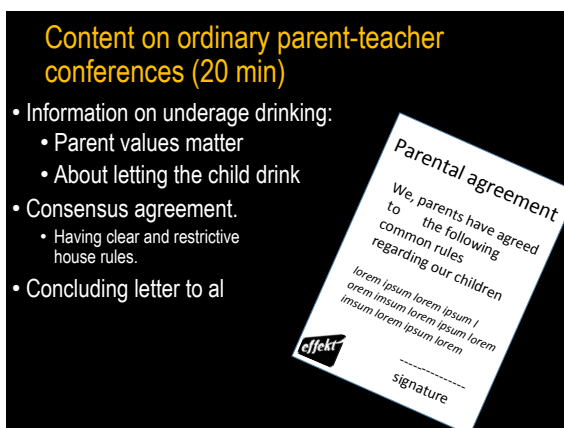 Content on ordinary parent-teacher
conferences (20 min)
• Information on underage drinking:
• Parent values matter
• About letting the child drink
• Consensus agreement.
• Having clear and restrictive
house rules.
• Concluding letter to al
Parental agreement
We, parents have agreed
to the following
common rules
regarding our children
lorem ipsum lorem ipsum l
orem imsum lorem ipsum lorem
imsum lorem ipsum lorem
effekt
--------------
signature